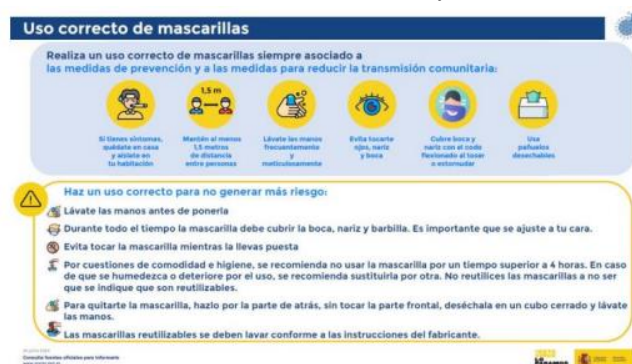 Uso correcto de mascarillas
Realiza un uso correcto de mascarillas siempre asociado a
las medidas de prevención y a las medidas para reducir la transmisión comunitaria:
1,5 m
Si tienes síntomas,
quédate en casa
y aíslate en
tu habitación
Mantén al menos
1,5 metros
de distancia
entre personas
Lávate las manos
frecuentemente
y
meticulosamente
Evita tocarte
ojos, nariz
y boca
Cubre boca y
nariz con el codo
flexionado al toser
o estornudar
Usa
pañuelos
desechables
Haz un uso correcto para no generar más riesgo:
Lávate las manos antes de ponerla
Durante todo el tiempo la mascarilla debe cubrir la boca, nariz y barbilla. Es importante que se ajuste a tu cara.
Evita tocar la mascarilla mientras la llevas puesta
Por cuestiones de comodidad e higiene, se recomienda no usar la mascarilla por un tiempo superior a 4 horas. En caso
de que se humedezca o deteriore por el uso, se recomienda sustituirla por otra. No reutilices las mascarillas a no ser
que se indique que son reutilizables.
Para quitarte la mascarilla, hazlo por la parte de atrás, sin tocar la parte frontal, deséchala en un cubo cerrado y lávate
las manos.
Las mascarillas reutilizables se deben lavar conforme a las instrucciones del fabricante.
Consulta fuentes oficiales para informarte